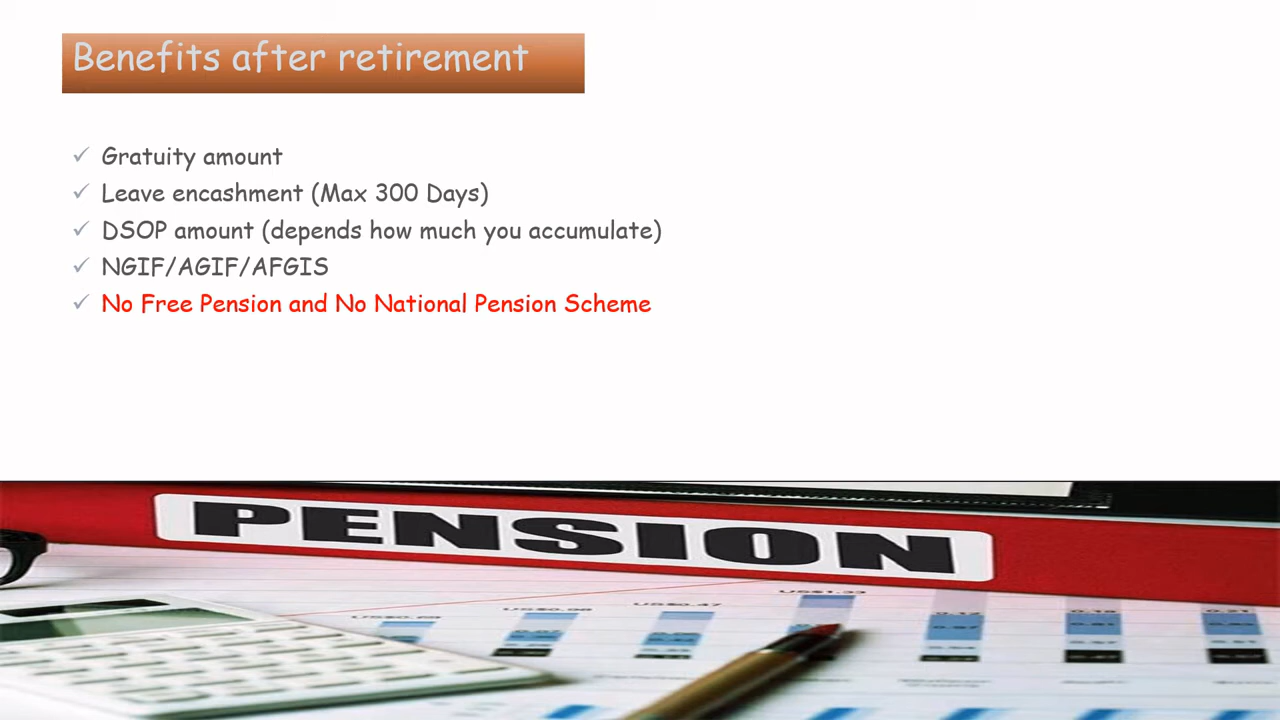 Benefits after retirement
✓ Gratuity amount
✓ Leave encashment (Max 300 Days)
✓ DSOP amount (depends how much you accumulate)
✓ NGIF/AGIF/AFGIS
✓ No Free Pension and No National Pension Scheme
PENSION